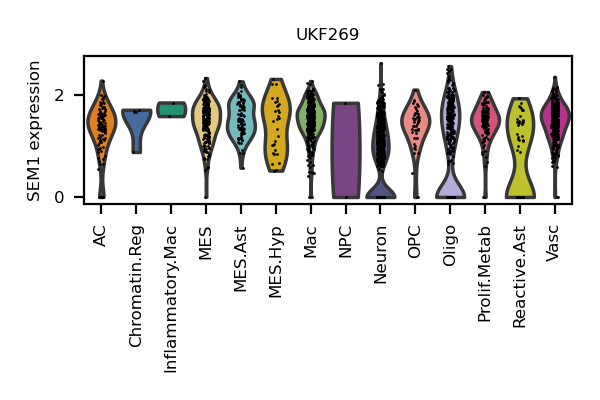 UKF269
SEM1 expression
2
0
AC
Chromatin.Reg
Inflammatory.Mac
MES
MES.Ast
MES.Hyp
Mac
NPC
Neuron
OPC
Oligo
Prolif.Metab
Reactive.Ast
Vasc